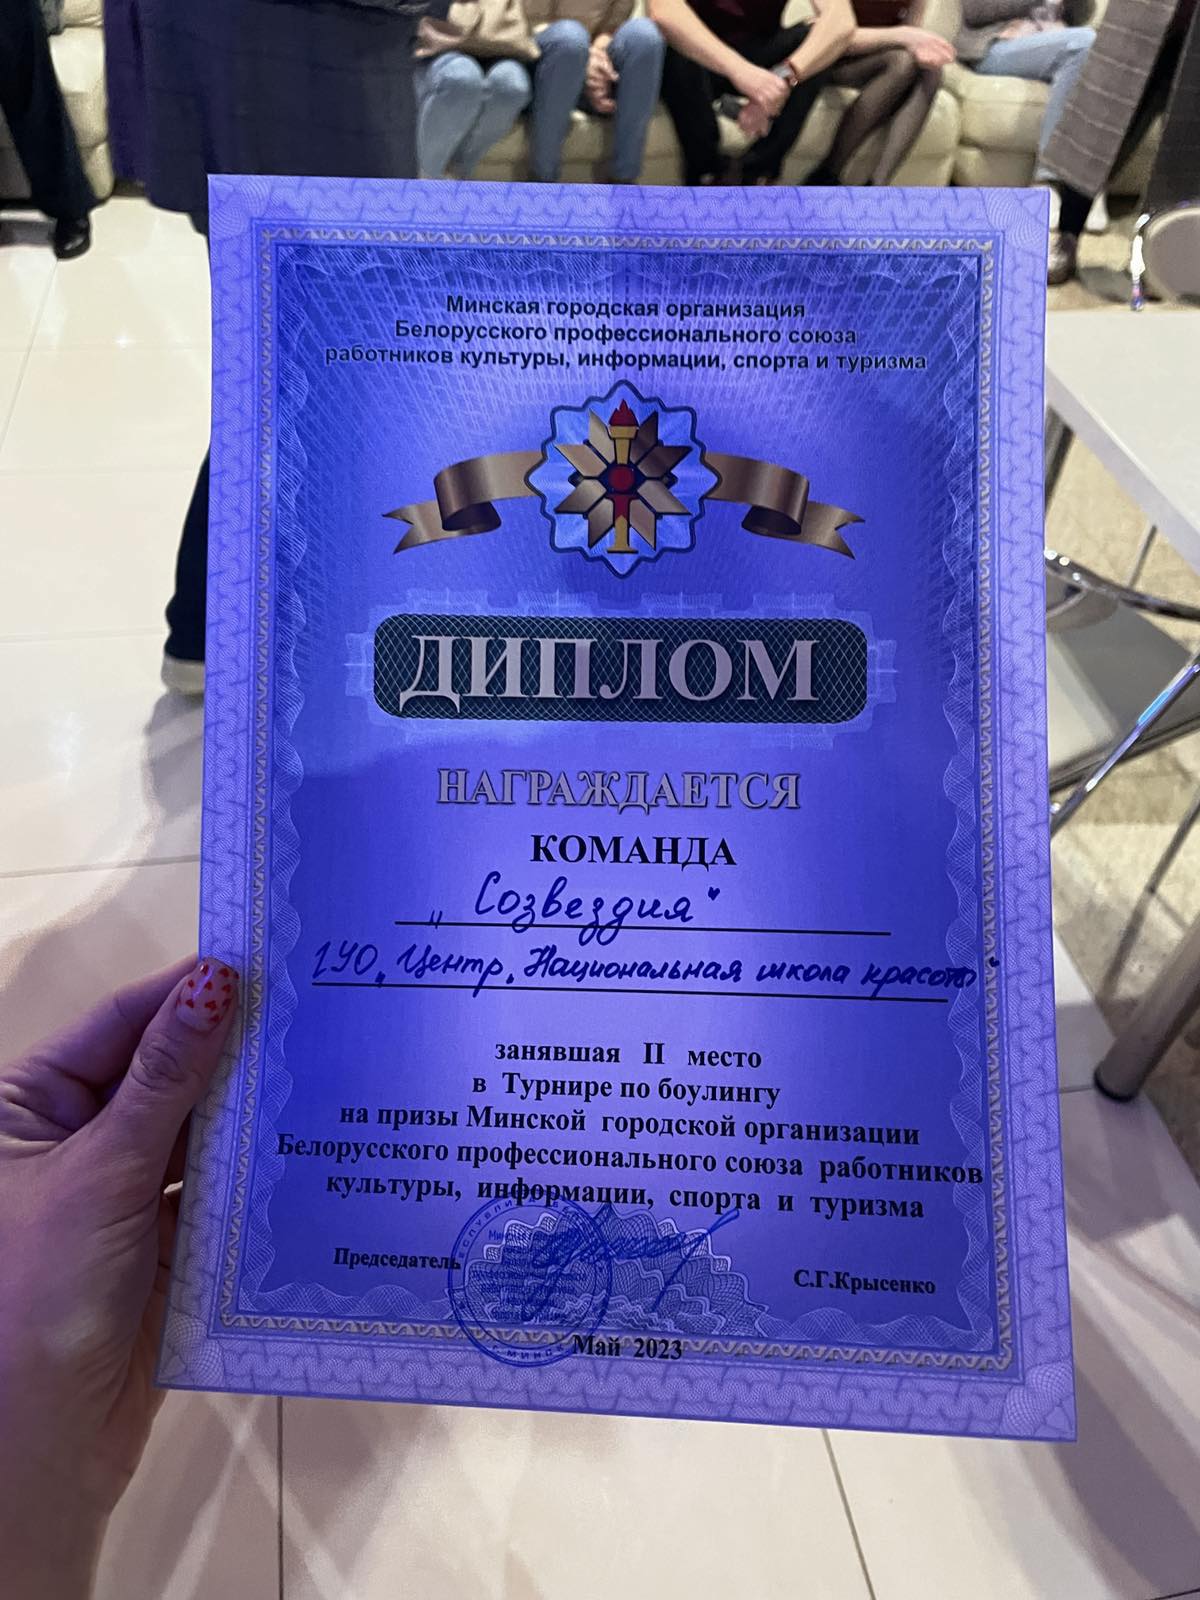 Минская городская организация
Белорусского профессионального союза
работников культуры, информации, спорта и туризма
ДИПЛОМ
НАГРАЖДАЕТСЯ
КОМАНДА
„Созвездия"
ГУО „Центр „Национальная школа красоты"
занявшая II место
в Турнире по боулингу
на призы Минской городской организации
Белорусского профессионального союза работников
культуры, информации, спорта и туризма
Председатель
С.Г.Крысенко
г. Минск
Май 2023